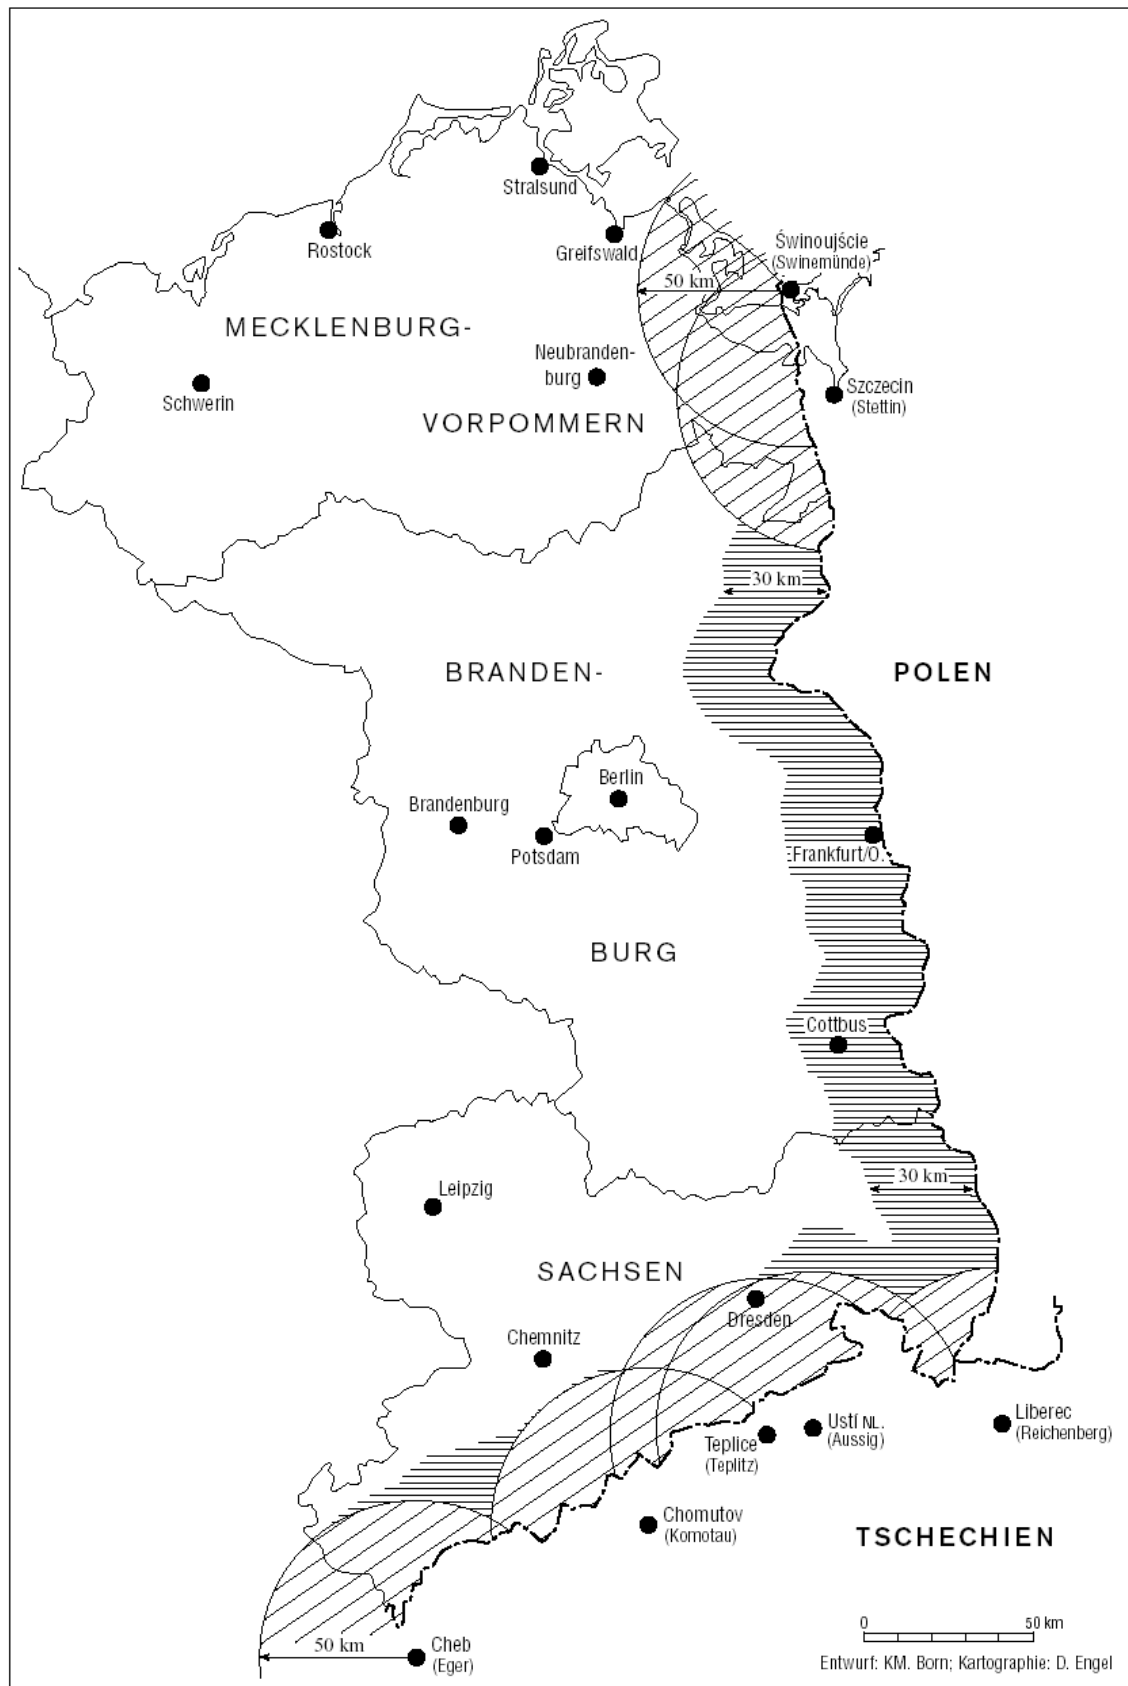 Stralsund
Rostock
Greifswald
Świnoujście
(Swinemünde)
50 km
MECKLENBURG-
Neubranden-
burg
Schwerin
Szczecin
(Stettin)
VORPOMMERN
30 km
BRANDEN-
POLEN
Berlin
Brandenburg
Potsdam
Frankfurt/O.
BURG
Cottbus
30 km
Leipzig
SACHSEN
Dresden
Chemnitz
Liberec
(Reichenberg)
Ustí NL.
(Aussig)
Teplice
(Teplitz)
Chomutov
(Komotau)
TSCHECHIEN
50 km
Cheb
(Eger)
0 50 km
Entwurf: KM. Born; Kartographie: D. Engel